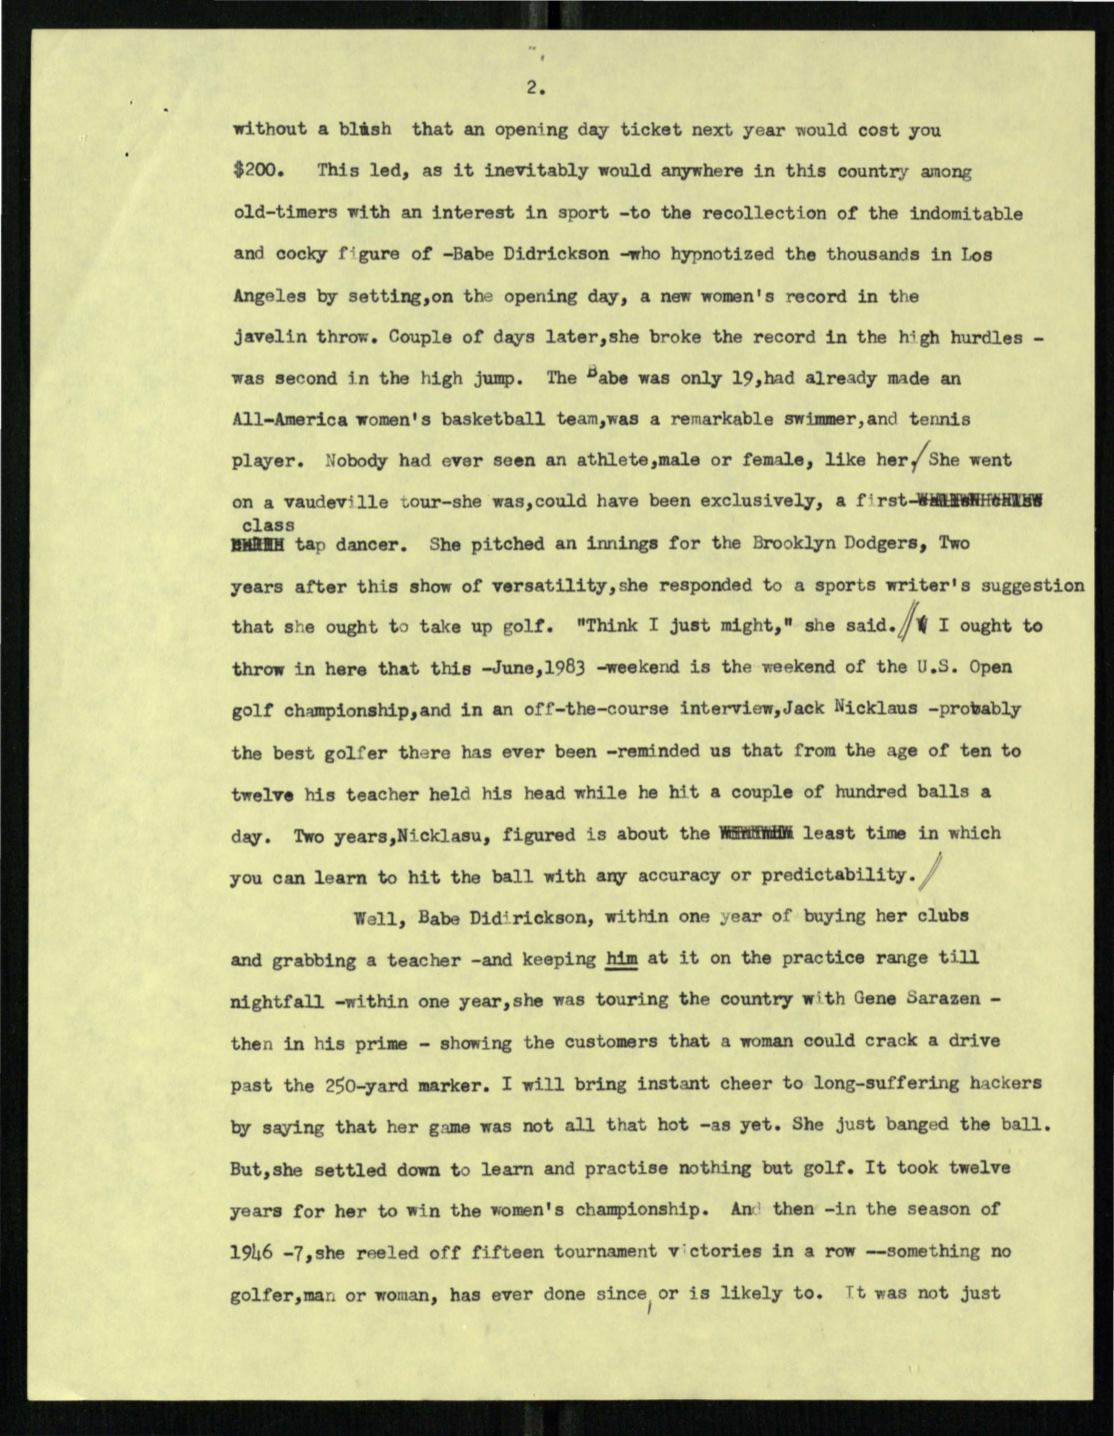 2.
without a blush that an opening day ticket next year would cost you
$200. This led, as it inevitably would anywhere in this country among
old-timers with an interest in sport -to the recollection of the indomitable
and cocky figure of -Babe Didrickson -who hypnotized the thousands in Los
Angeles by setting,on the opening day, a new women's record in the
javelin throw. Couple of days later,she broke the record in the high hurdles -
was second in the high jump. The Babe was only 19,had already made an
All-America women's basketball team,was a remarkable swimmer,and tennis
player. Nobody had ever seen an athlete,male or female, like her./ She went
on a vaudeville tour-she was,could have been exclusively, a first-
class
tap dancer. She pitched an innings for the Brooklyn Dodgers, Two
years after this show of versatility,she responded to a sports writer's suggestion
that she ought to take up golf. "Think I just might," she said.// I ought to
throw in here that this -June,1983 -weekend is the weekend of the U.S. Open
golf championship,and in an off-the-course interview,Jack Nicklaus -probably
the best golfer there has ever been -reminded us that from the age of ten to
twelve his teacher held his head while he hit a couple of hundred balls a
day. Two years,Nicklasu, figured is about the least time in which
you can learn to hit the ball with any accuracy or predictability. /
Well, Babe Didirickson, within one year of buying her clubs
and grabbing a teacher -and keeping him at it on the practice range till
nightfall -within one year,she was touring the country with Gene Sarazen -
then in his prime - showing the customers that a woman could crack a drive
past the 250-yard marker. I will bring instant cheer to long-suffering hackers
by saying that her game was not all that hot -as yet. She just banged the ball.
But,she settled down to learn and practise nothing but golf. It took twelve
years for her to win the women's championship. And then -in the season of
1946 -7,she reeled off fifteen tournament victories in a row --something no
golfer,man or woman, has ever done since, or is likely to. It was not just